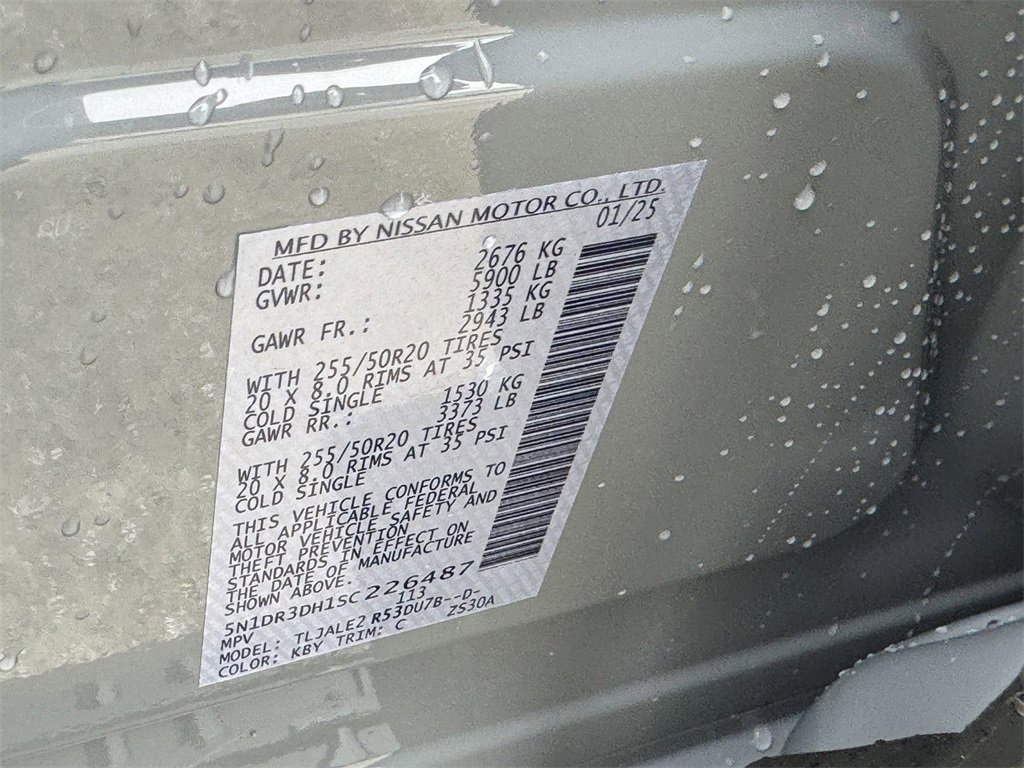 MFD BY NISSAN MOTOR CO., LTD.
DATE: 01/25
GVWR: 2676 KG
5900 LB
GAWR FR.: 1335 KG
2943 LB
WITH 255/50R20 TIRES
20 X 8.0 RIMS AT 35 PSI
COLD SINGLE
GAWR RR.: 1530 KG
3373 LB
WITH 255/50R20 TIRES
20 X 8.0 RIMS AT 35 PSI
COLD SINGLE
THIS VEHICLE CONFORMS TO
ALL APPLICABLE FEDERAL
MOTOR VEHICLE SAFETY AND
THEFT PREVENTION
STANDARDS IN EFFECT ON
THE DATE OF MANUFACTURE
SHOWN ABOVE.
5N1DR3DH1SC226487
MPV 113
MODEL: TLJALE2 R53DU7B--D-
COLOR: KBY TRIM: C ZS30A